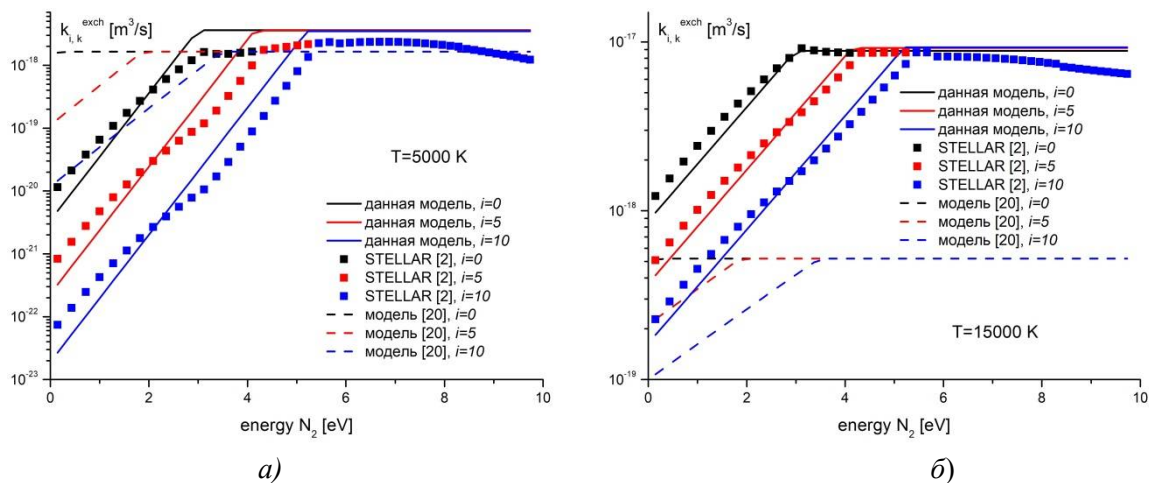 k_{i, k}^{exch} [m³/s]
10⁻¹⁸
10⁻¹⁹
10⁻²⁰
10⁻²¹
10⁻²²
10⁻²³
T=5000 K
данная модель, i=0
данная модель, i=5
данная модель, i=10
STELLAR [2], i=0
STELLAR [2], i=5
STELLAR [2], i=10
модель [20], i=0
модель [20], i=5
модель [20], i=10
0 2 4 6 8 10
energy N₂ [eV]
а)
k_{i, k}^{exch} [m³/s]
10⁻¹⁷
10⁻¹⁸
10⁻¹⁹
данная модель, i=0
данная модель, i=5
данная модель, i=10
STELLAR [2], i=0
STELLAR [2], i=5
STELLAR [2], i=10
модель [20], i=0
модель [20], i=5
модель [20], i=10
T=15000 K
0 2 4 6 8 10
energy N₂ [eV]
б)